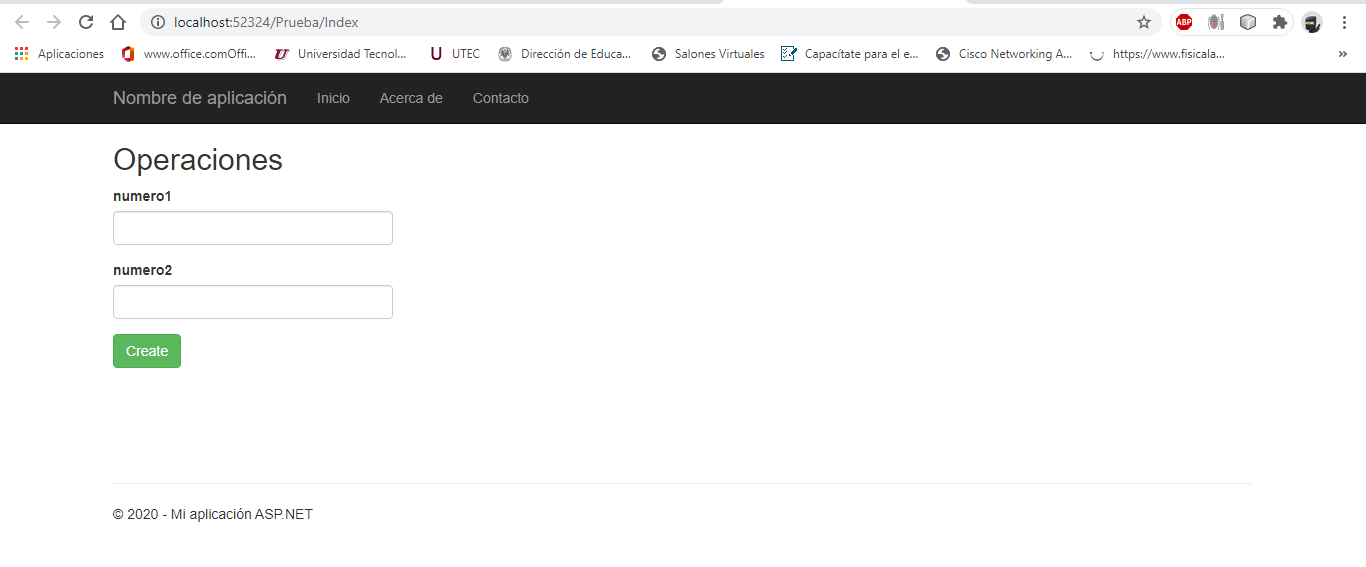 localhost:52324/Prueba/Index
ABP
Aplicaciones www.office.comOffi... Universidad Tecnol... UTEC Dirección de Educa... Salones Virtuales Capacítate para el e... Cisco Networking A... https://www.fisicala... »
Nombre de aplicación Inicio Acerca de Contacto
Operaciones
numero1
numero2
Create
© 2020 - Mi aplicación ASP.NET